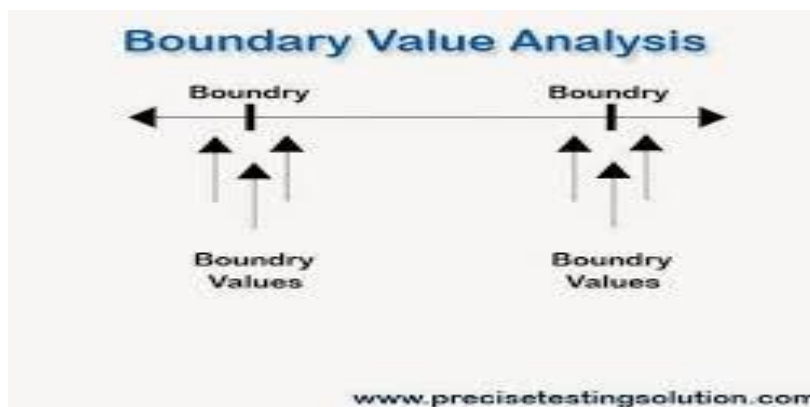 Boundary Value Analysis
Boundry Boundry
Boundry Boundry
Values Values
www.precisetestingsolution.com